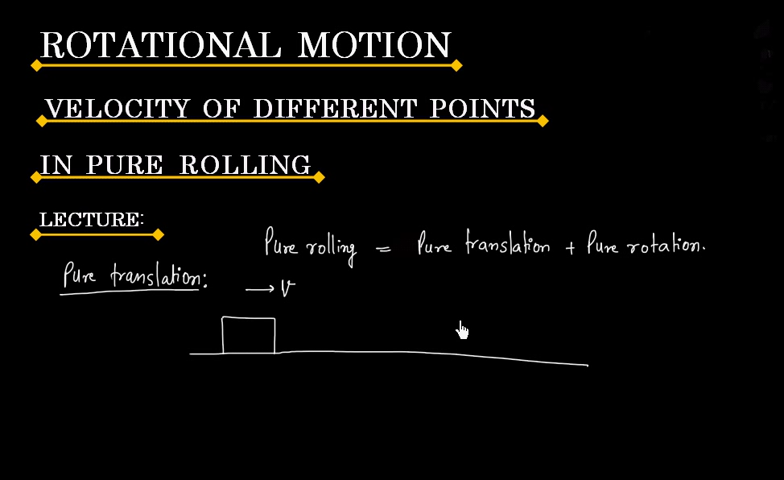 ROTATIONAL MOTION
VELOCITY OF DIFFERENT POINTS
IN PURE ROLLING
LECTURE:
Pure rolling = Pure translation + Pure rotation.
Pure translation:
→ V